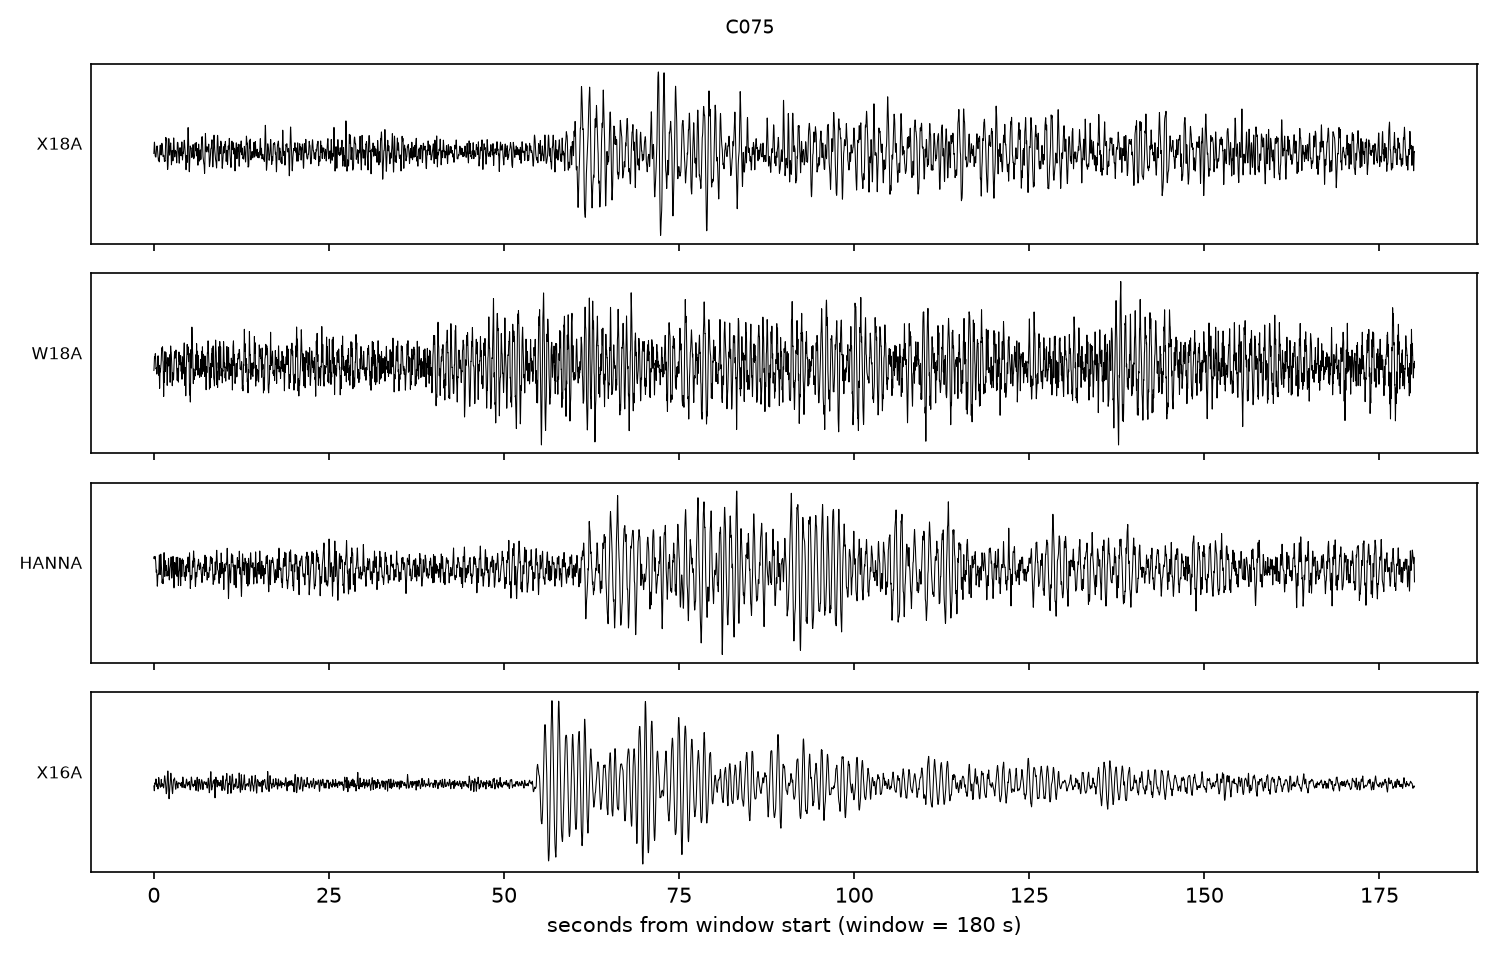 C075
X18A
W18A
HANNA
X16A
0 25 50 75 100 125 150 175
seconds from window start (window = 180 s)